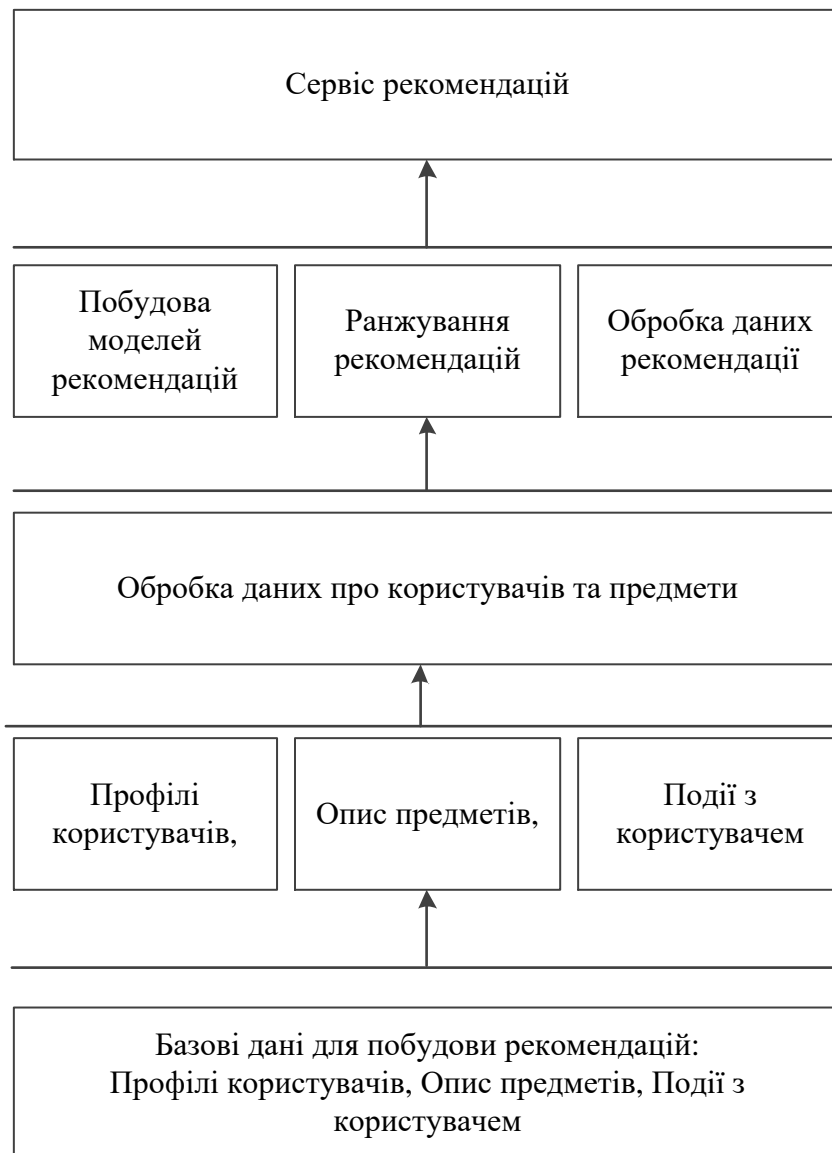 Сервіс рекомендацій
Побудова
моделей
рекомендацій
Ранжування
рекомендацій
Обробка даних
рекомендації
Обробка даних про користувачів та предмети
Профілі
користувачів,
Опис предметів,
Події з
користувачем
Базові дані для побудови рекомендацій:
Профілі користувачів, Опис предметів, Події з
користувачем